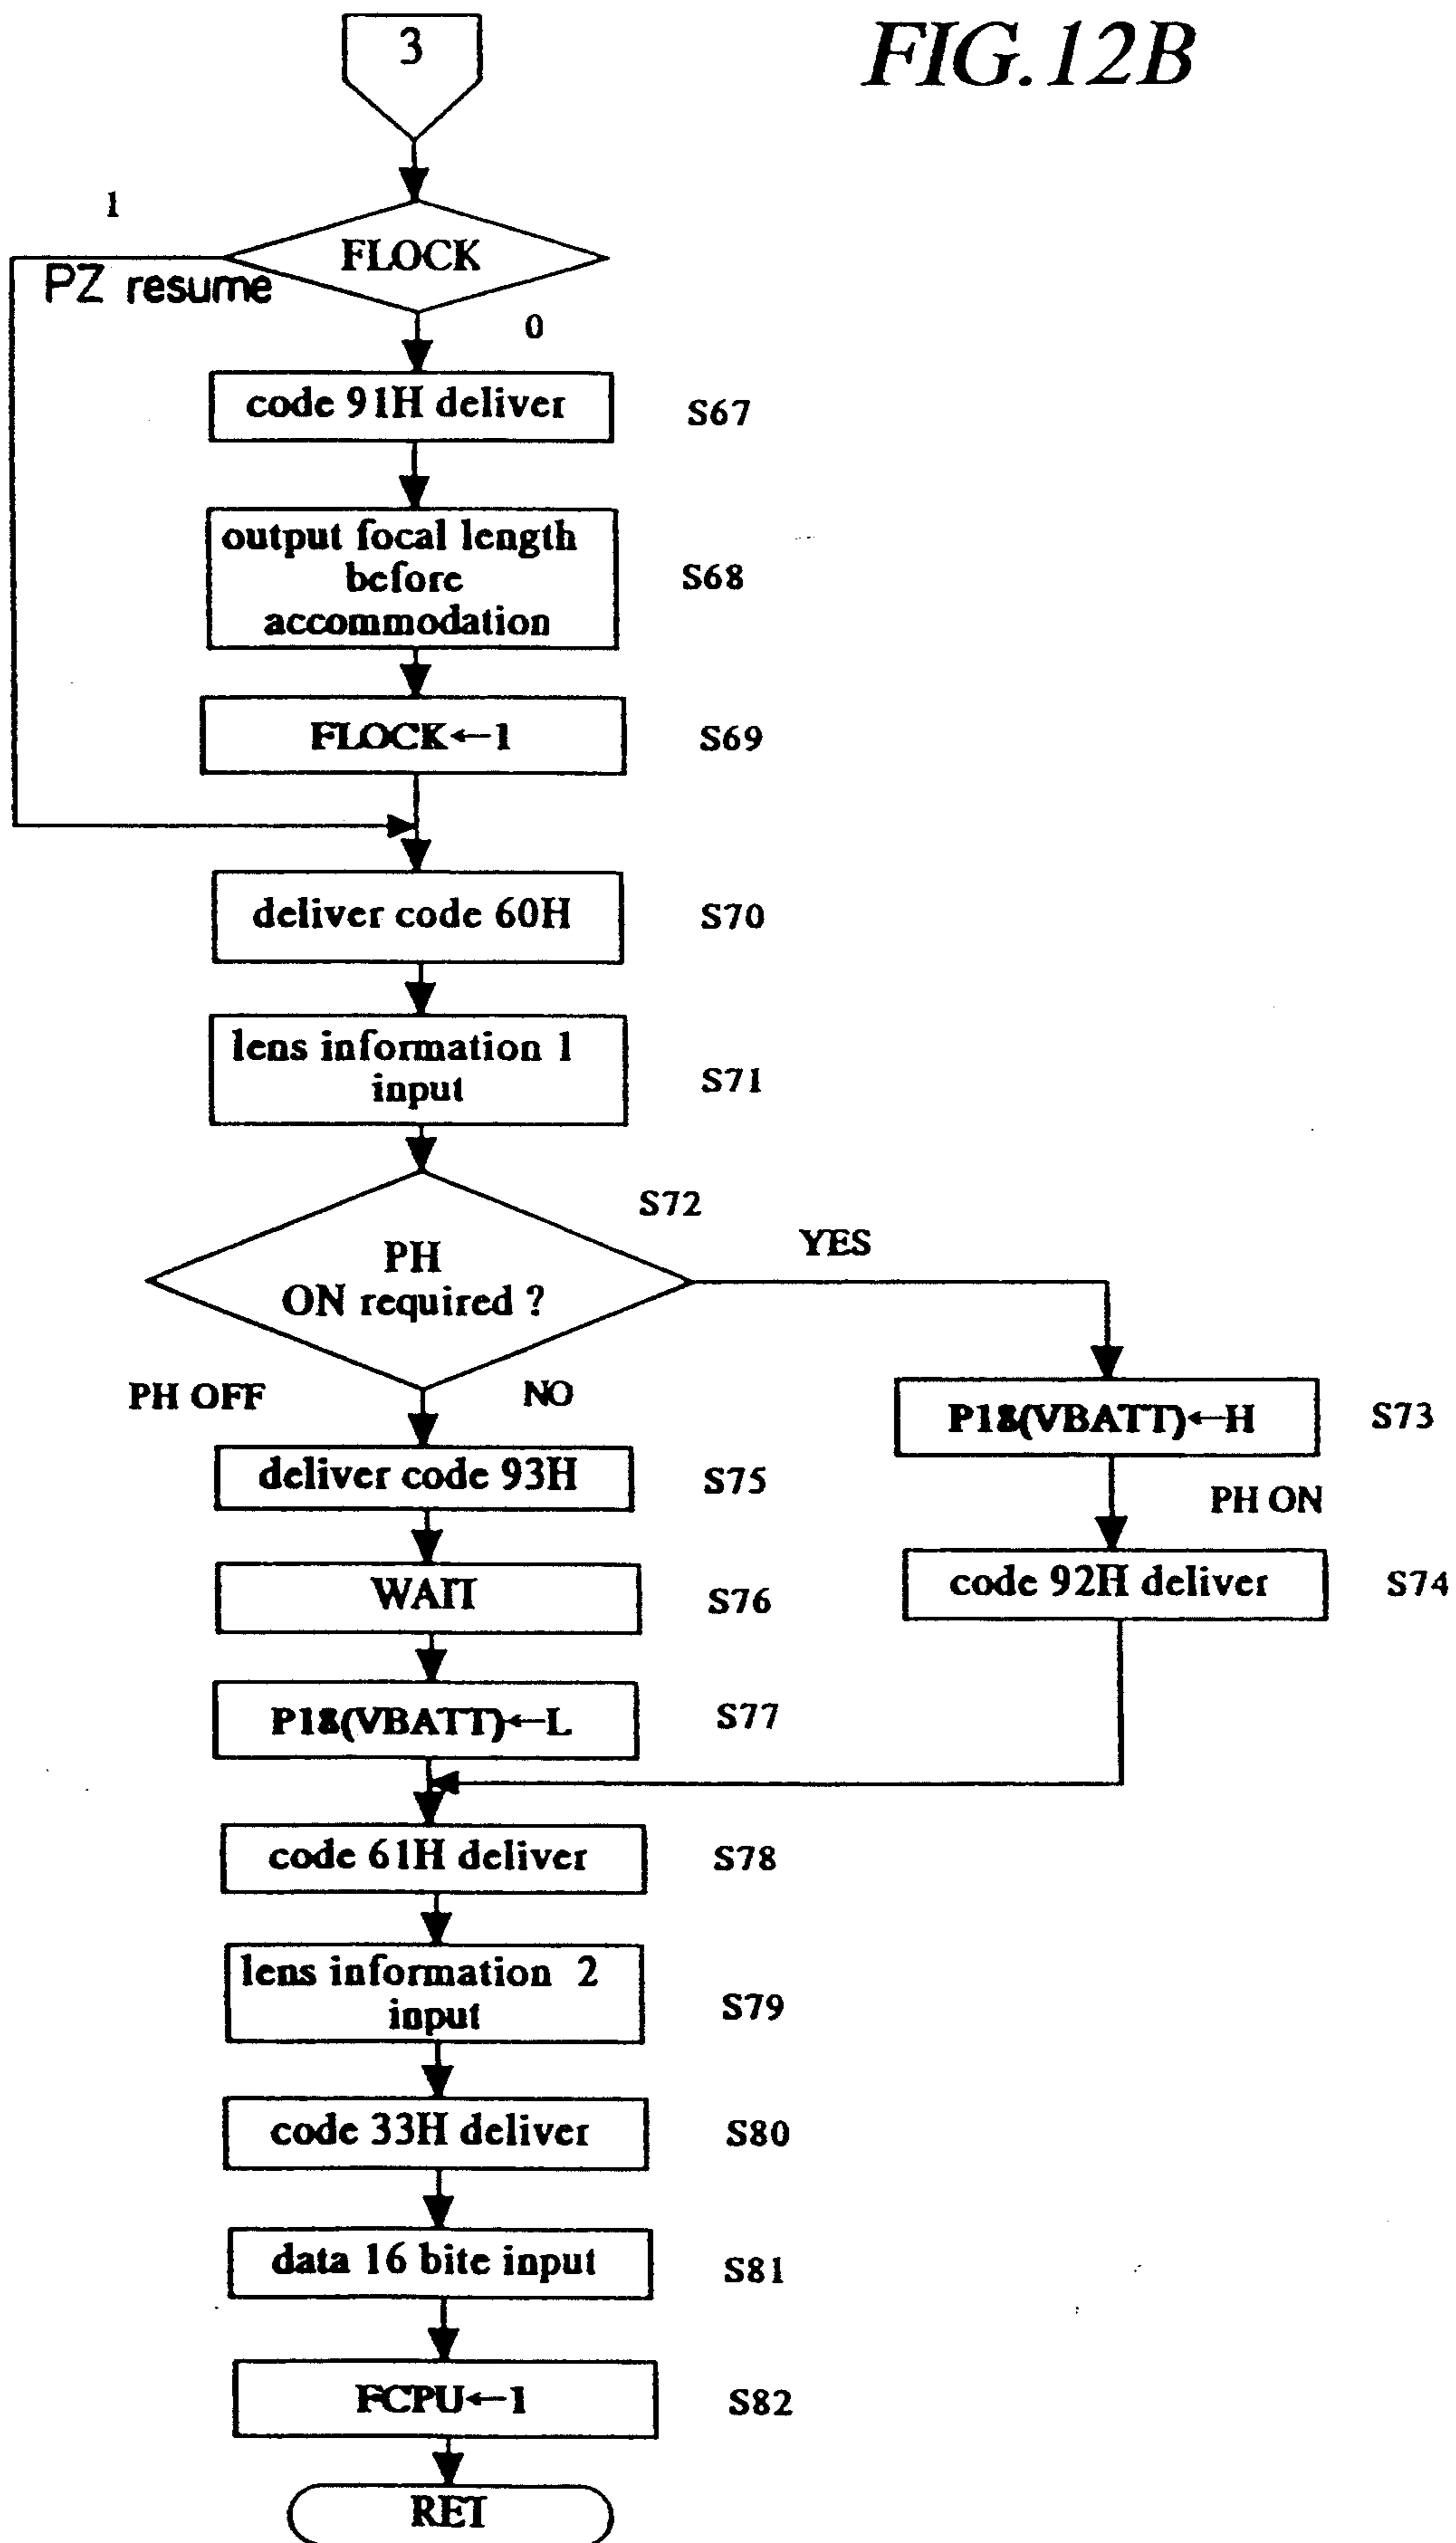 FIG.12B
3
1
FLOCK
PZ resume
0
code 91H deliver
S67
output focal length
before
accommodation
S68
FLOCK←1
S69
deliver code 60H
S70
lens information 1
input
S71
S72
PH
ON required ?
YES
PH OFF
NO
P18(VBATT)←H
S73
deliver code 93H
S75
PH ON
WAIT
S76
code 92H deliver
S74
P18(VBATT)←L
S77
code 61H deliver
S78
lens information 2
input
S79
code 33H deliver
S80
data 16 bite input
S81
FCPU←1
S82
RET